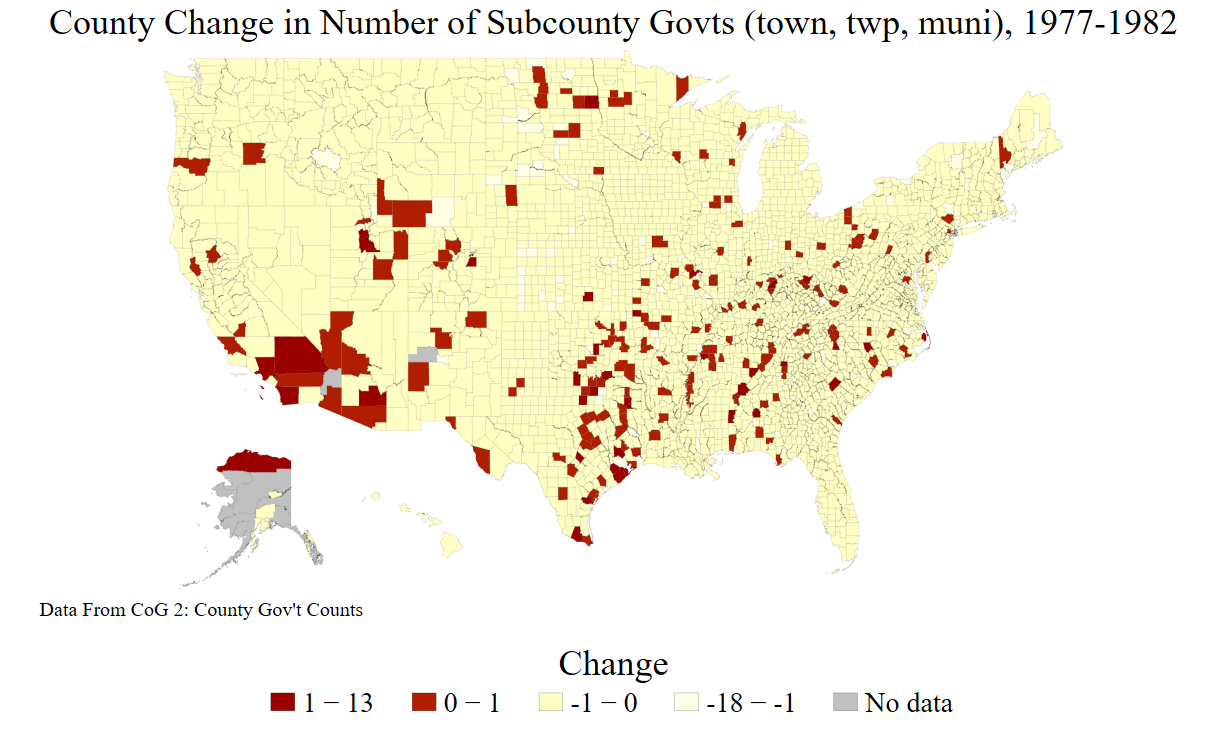 County Change in Number of Subcounty Govts (town, twp, muni), 1977-1982
Data From CoG 2: County Gov't Counts
Change
1 − 13 0 − 1 -1 − 0 -18 − -1 No data